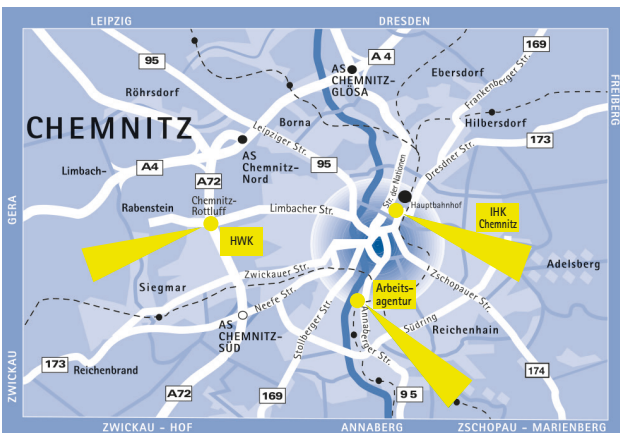 LEIPZIG
DRESDEN
169
95
A 4
AS
CHEMNITZ-
GLÖSA
Ebersdorf
Frankenberger Str.
FREIBERG
Röhrsdorf
Borna
CHEMNITZ
Leipziger Str.
Hilbersdorf
Dresdner Str.
173
Limbach-
A4
AS
Chemnitz-
Nord
95
Str. der Nationen
A72
Chemnitz-
Rottluff
Rabenstein
Limbacher Str.
Hauptbahnhof
IHK
Chemnitz
GERA
HWK
Adelsberg
Zwickauer Str.
Zschopauer Str.
Siegmar
Neefe Str.
Arbeits-
agentur
AS
CHEMNITZ-
SÜD
Stollberger Str.
Annaberger Str.
Südring
Reichenhain
173
Reichenbrand
174
ZWICKAU
A72
169
95
ZWICKAU - HOF
ANNABERG
ZSCHOPAU - MARIENBERG